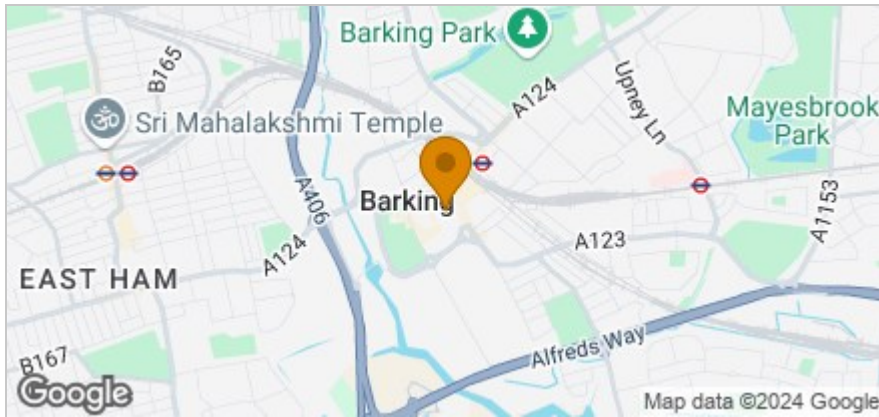 Barking Park
B165
A124
Upney Ln
Sri Mahalakshmi Temple
Mayesbrook
Park
A406
Barking
A1153
A124
A123
EAST HAM
B167
Alfreds Way
Google
Map data ©2024 Google